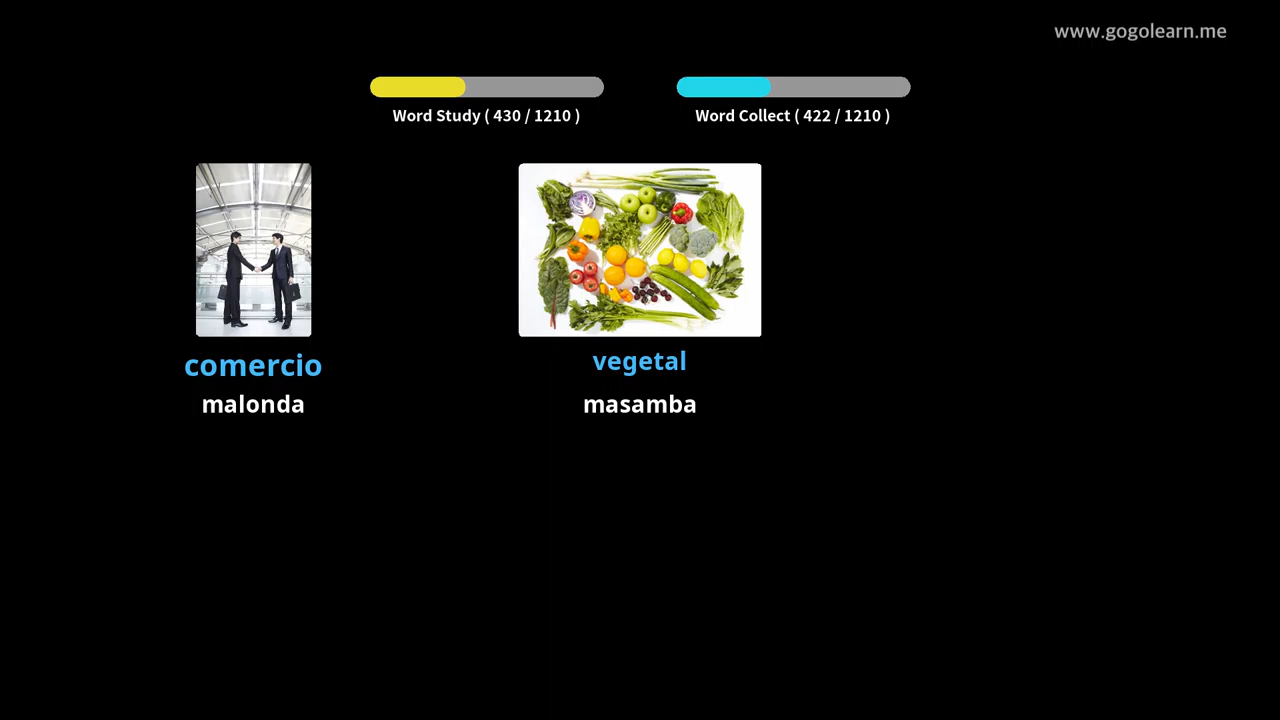 www.gogolearn.me
Word Study ( 430 / 1210 )
Word Collect ( 422 / 1210 )
comercio
malonda
vegetal
masamba